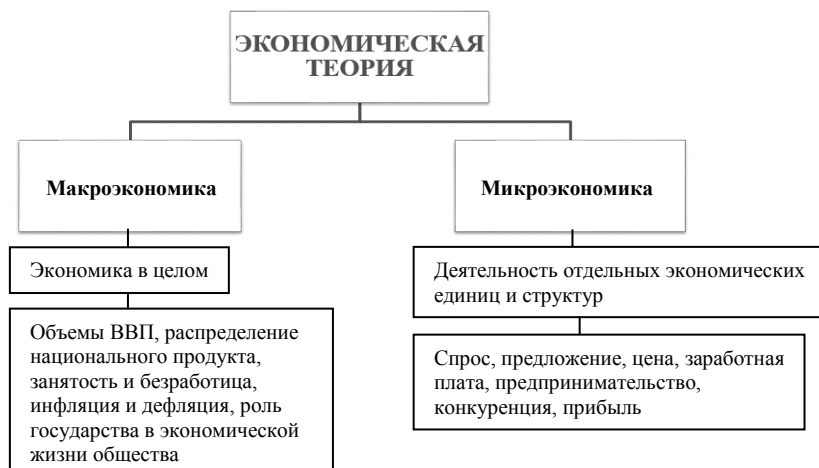 ЭКОНОМИЧЕСКАЯ
ТЕОРИЯ
Макроэкономика
Микроэкономика
Экономика в целом
Деятельность отдельных экономических
единиц и структур
Объемы ВВП, распределение
национального продукта,
занятость и безработица,
инфляция и дефляция, роль
государства в экономической
жизни общества
Спрос, предложение, цена, заработная
плата, предпринимательство,
конкуренция, прибыль